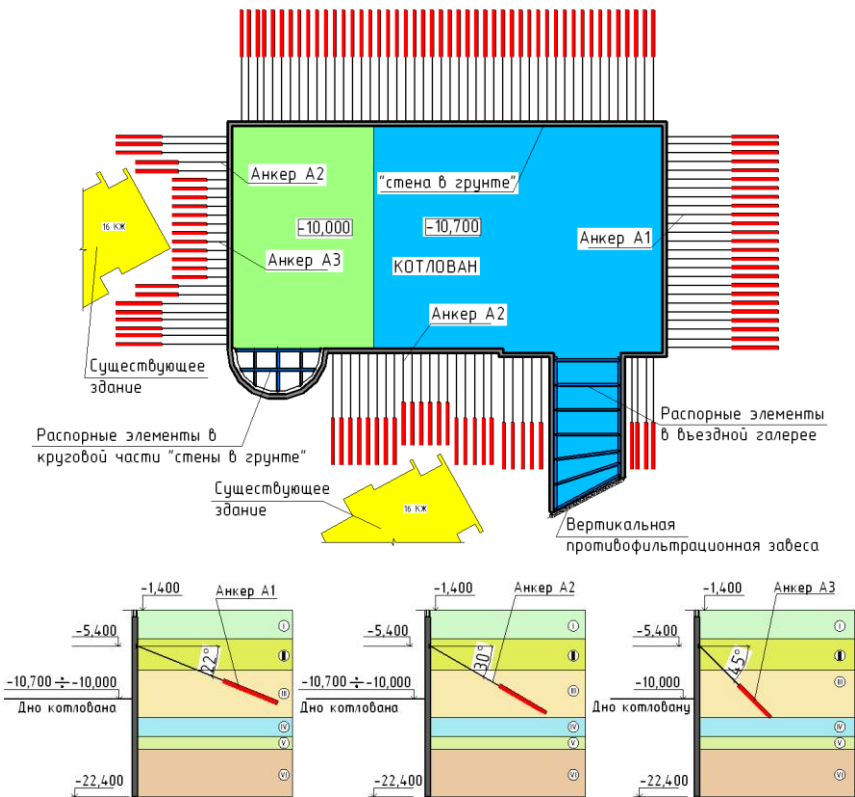 Анкер А2
"стена в грунте"
16 КЖ
-10,000
-10,700
Анкер А1
Анкер А3
КОТЛОВАН
Анкер А2
Существующее
здание
Распорные элементы
в въездной галерее
Распорные элементы в
круговой части "стены в грунте"
Существующее
здание
16 КЖ
Вертикальная
противофильтрационная завеса
-1,400
Анкер А1
I
-5,400
22°
II
-10,700 ÷ -10,000
III
Дно котлована
IV
V
VI
-22,400
-1,400
Анкер А2
I
-5,400
30°
II
-10,700 ÷ -10,000
III
Дно котлована
IV
V
VI
-22,400
-1,400
Анкер А3
I
-5,400
45°
II
-10,000
III
Дно котловану
IV
V
VI
-22,400